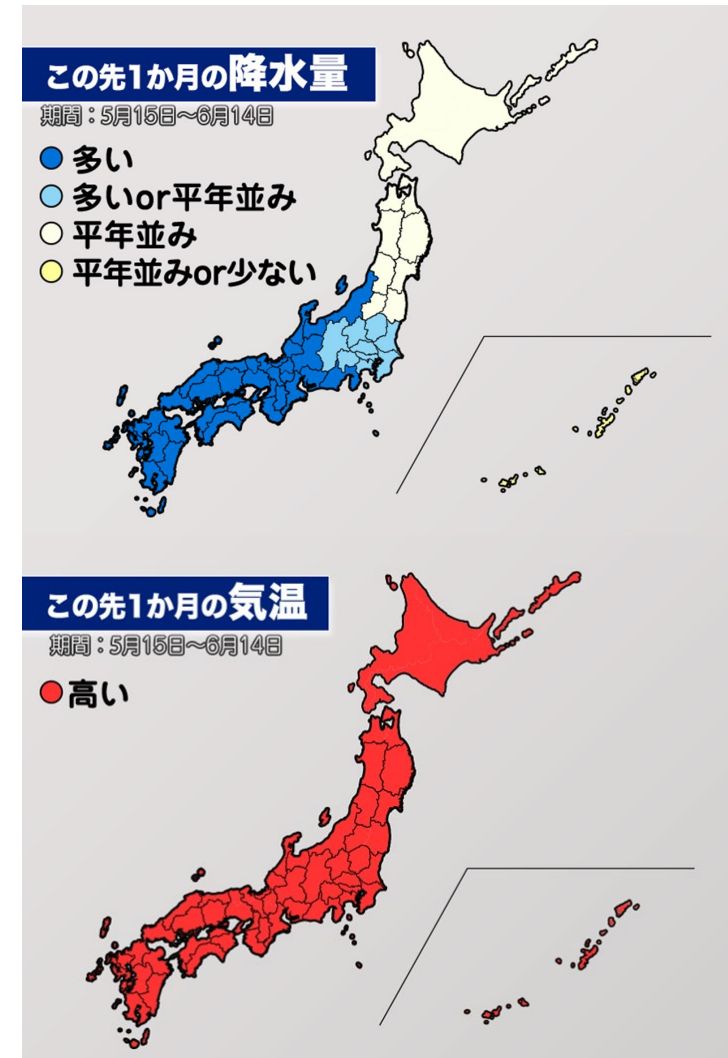 この先1か月の降水量
期間：5月15日～6月14日
多い
多いor平年並み
平年並み
平年並みor少ない
この先1か月の気温
期間：5月15日～6月14日
高い